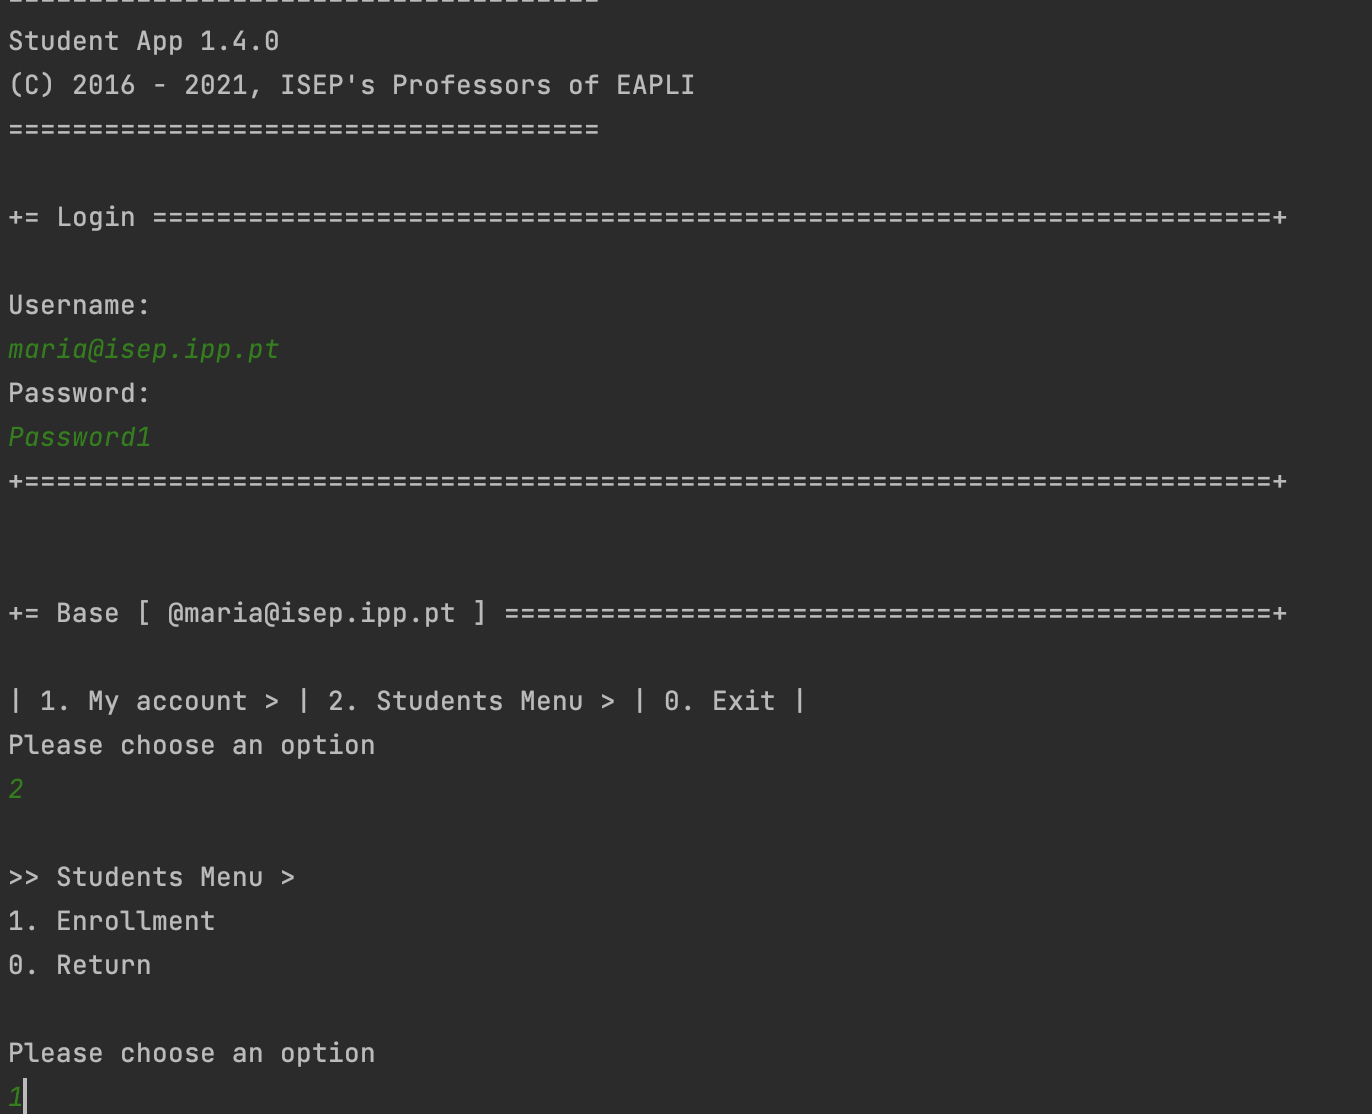 =====================================
Student App 1.4.0
(C) 2016 - 2021, ISEP's Professors of EAPLI
=====================================
+= Login ======================================================================+
Username:
maria@isep.ipp.pt
Password:
Password1
+==============================================================================+
+= Base [ @maria@isep.ipp.pt ] ================================================+
| 1. My account > | 2. Students Menu > | 0. Exit |
Please choose an option
2
>> Students Menu >
1. Enrollment
0. Return
Please choose an option
1